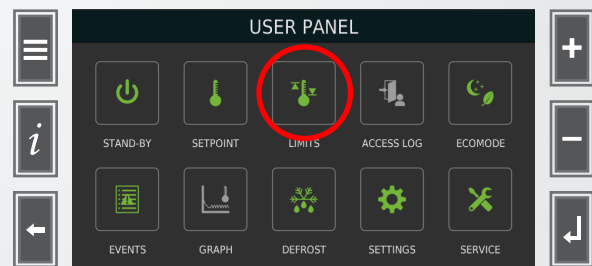 USER PANEL
STAND-BY SETPOINT LIMITS ACCESS LOG ECOMODE
EVENTS GRAPH DEFROST SETTINGS SERVICE
+
i
−